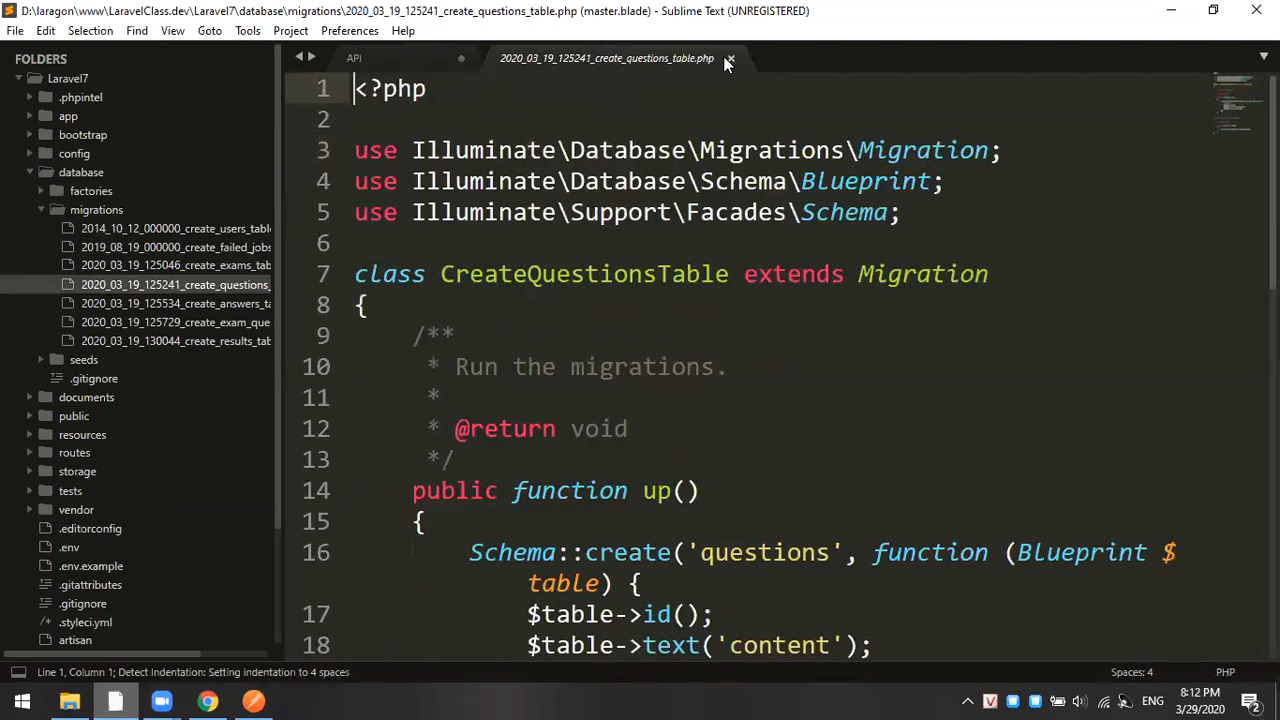 D:\laragon\www\LaravelClass.dev\Laravel7\database\migrations\2020_03_19_125241_create_questions_table.php (master.blade) - Sublime Text (UNREGISTERED)
File Edit Selection Find View Goto Tools Project Preferences Help
FOLDERS
Laravel7
.phpintel
app
bootstrap
config
database
factories
migrations
2014_10_12_000000_create_users_table
2019_08_19_000000_create_failed_jobs
2020_03_19_125046_create_exams_tab
2020_03_19_125241_create_questions_
2020_03_19_125534_create_answers_ta
2020_03_19_125729_create_exam_que
2020_03_19_130044_create_results_tab
seeds
.gitignore
documents
public
resources
routes
storage
tests
vendor
.editorconfig
.env
.env.example
.gitattributes
.gitignore
.styleci.yml
artisan
API
2020_03_19_125241_create_questions_table.php
1 <?php
2
3 use Illuminate\Database\Migrations\Migration;
4 use Illuminate\Database\Schema\Blueprint;
5 use Illuminate\Support\Facades\Schema;
6
7 class CreateQuestionsTable extends Migration
8 {
9 /**
10 * Run the migrations.
11 *
12 * @return void
13 */
14 public function up()
15 {
16 Schema::create('questions', function (Blueprint $
table) {
17 $table->id();
18 $table->text('content');
Line 1, Column 1; Detect Indentation: Setting indentation to 4 spaces
Spaces: 4
PHP
ENG
8:12 PM
3/29/2020
2